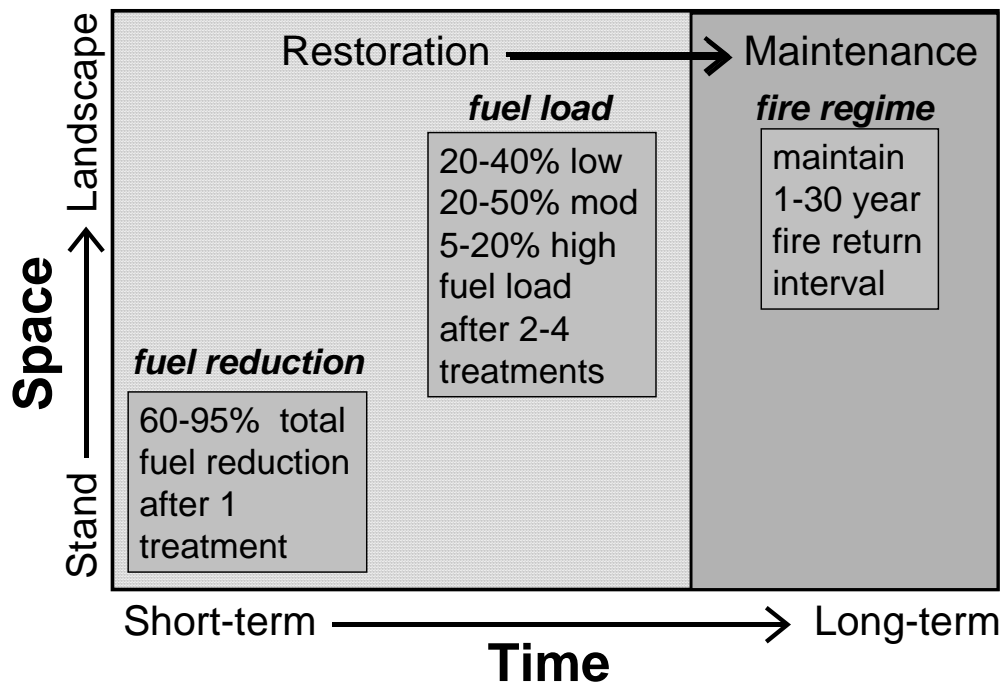 Restoration
Maintenance
fuel load
20-40% low
20-50% mod
5-20% high
fuel load
after 2-4
treatments
fire regime
maintain
1-30 year
fire return
interval
fuel reduction
60-95% total
fuel reduction
after 1
treatment
Landscape
Space
Stand
Short-term
Long-term
Time